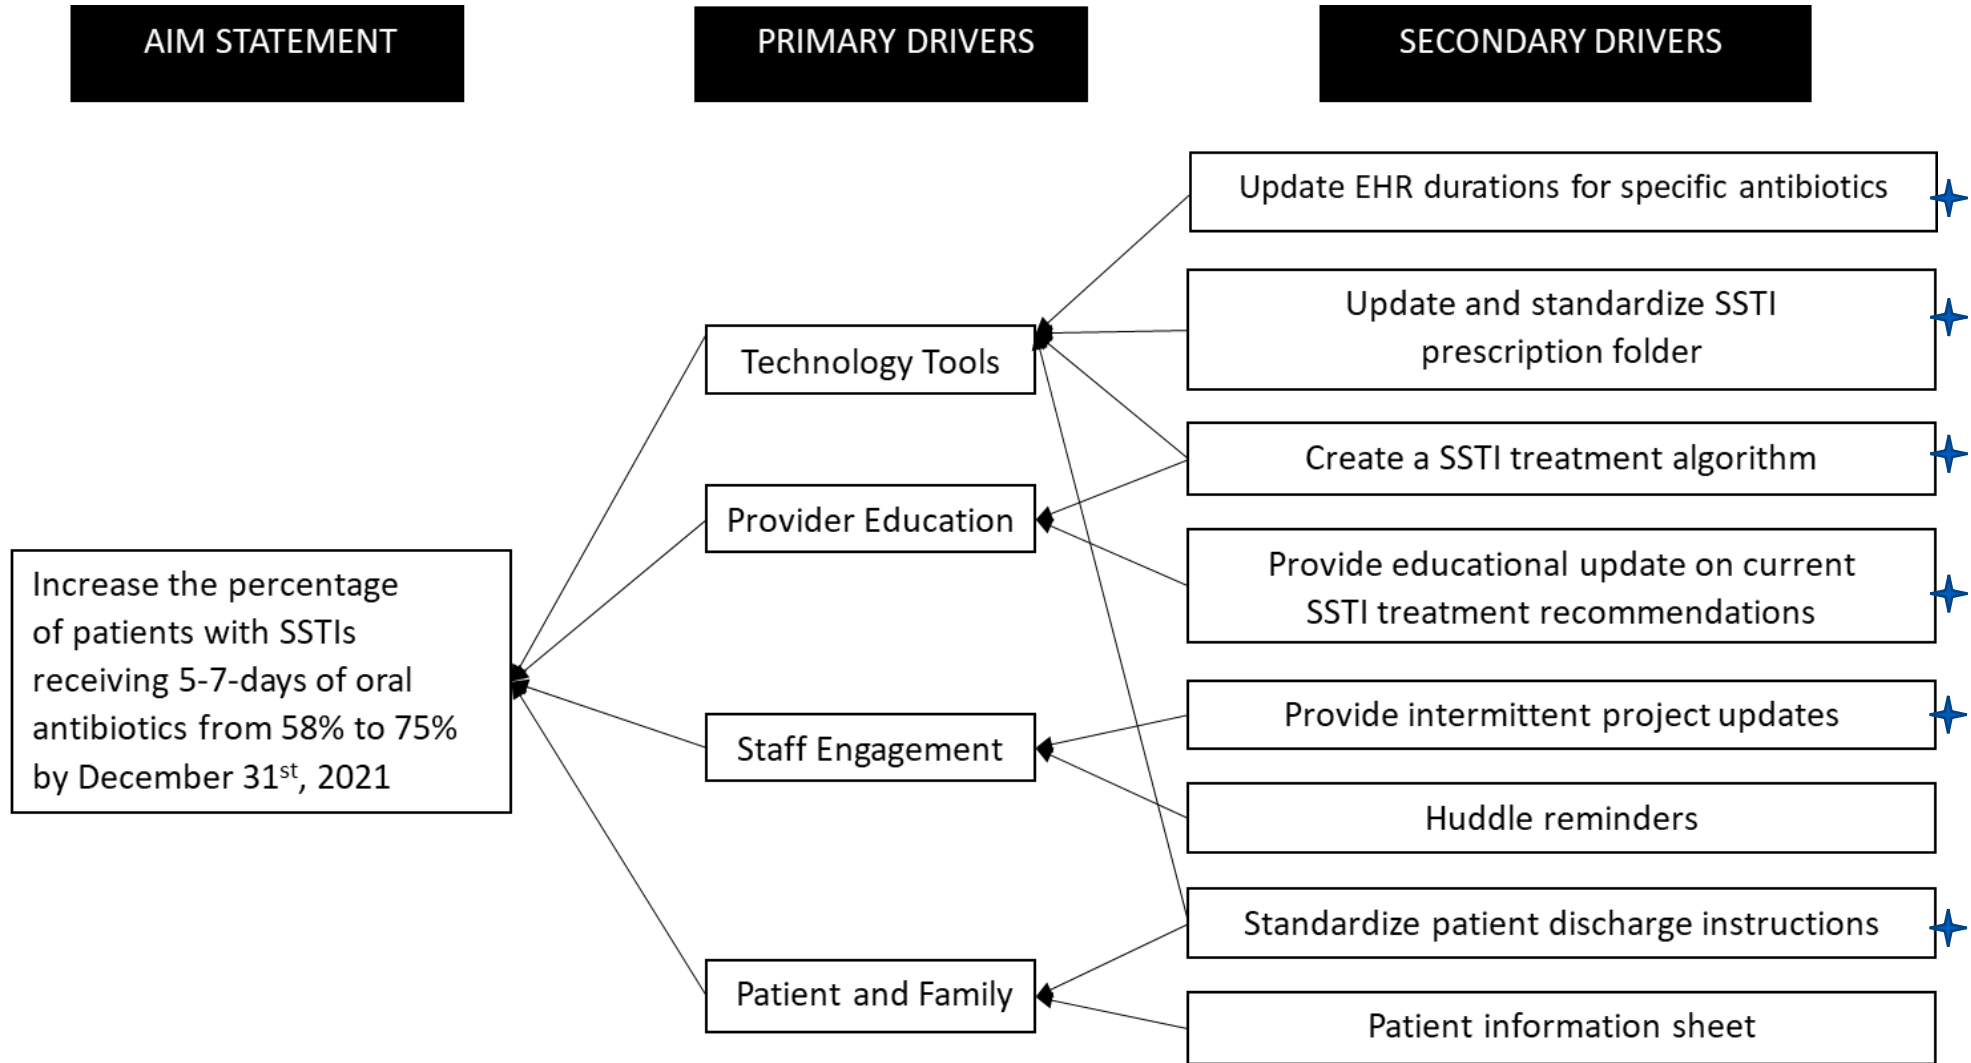 AIM STATEMENT
PRIMARY DRIVERS
SECONDARY DRIVERS
Increase the percentage
of patients with SSTIs
receiving 5-7-days of oral
antibiotics from 58% to 75%
by December 31st, 2021
Technology Tools
Provider Education
Staff Engagement
Patient and Family
Update EHR durations for specific antibiotics
Update and standardize SSTI
prescription folder
Create a SSTI treatment algorithm
Provide educational update on current
SSTI treatment recommendations
Provide intermittent project updates
Huddle reminders
Standardize patient discharge instructions
Patient information sheet